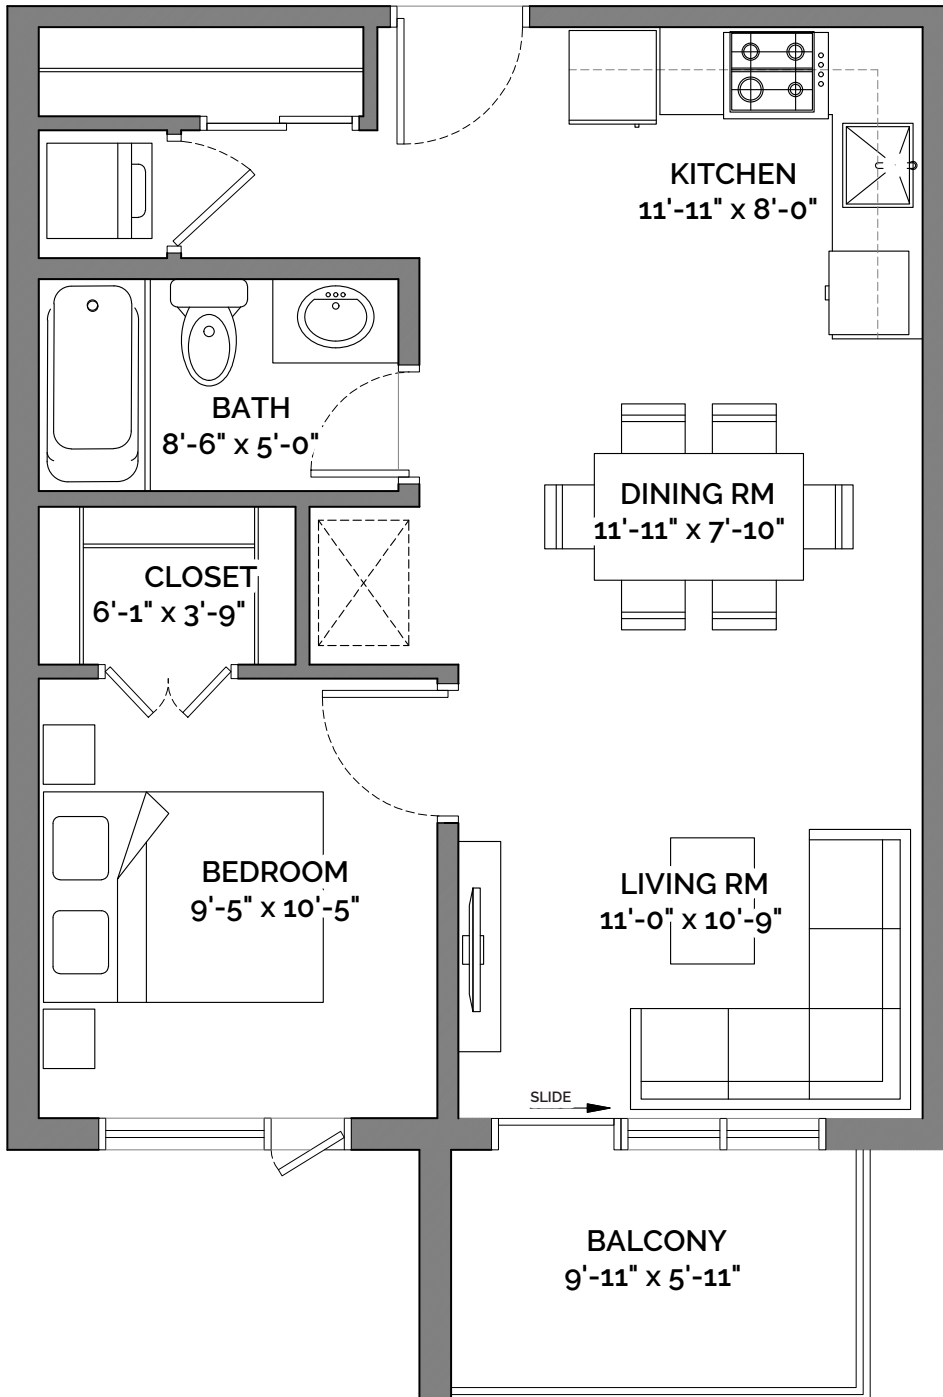 KITCHEN
11'-11" x 8'-0"
BATH
8'-6" x 5'-0"
DINING RM
11'-11" x 7'-10"
CLOSET
6'-1" x 3'-9"
BEDROOM
9'-5" x 10'-5"
LIVING RM
11'-0" x 10'-9"
SLIDE
BALCONY
9'-11" x 5'-11"